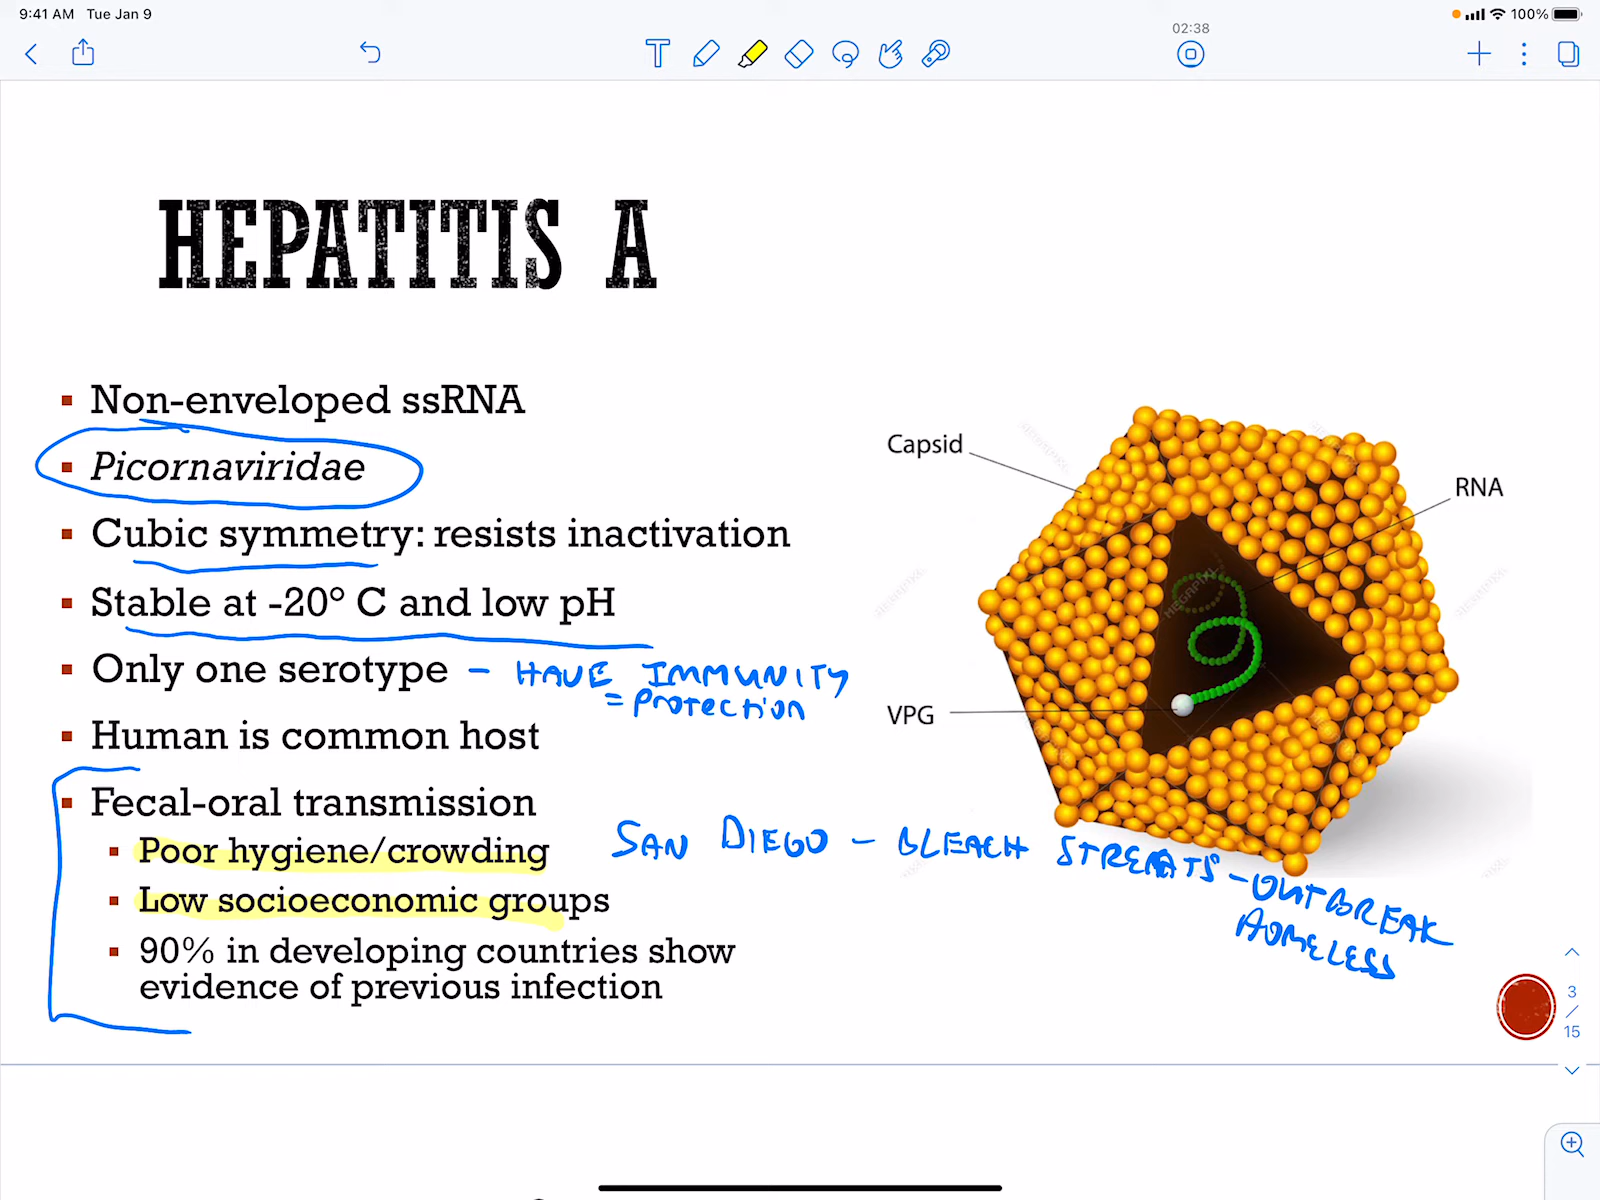 9:41 AM Tue Jan 9
100%
02:38
HEPATITIS A
Non-enveloped ssRNA
Picornaviridae
Cubic symmetry: resists inactivation
Stable at -20° C and low pH
Only one serotype - HAVE IMMUNITY
= Protection
Human is common host
Fecal-oral transmission
Poor hygiene/crowding
Low socioeconomic groups
90% in developing countries show
evidence of previous infection
SAN DIEGO - BLEACH STREETS - OUTBREAK
HOMELESS
Capsid
RNA
VPG
MEGAPIXL
3
/
15